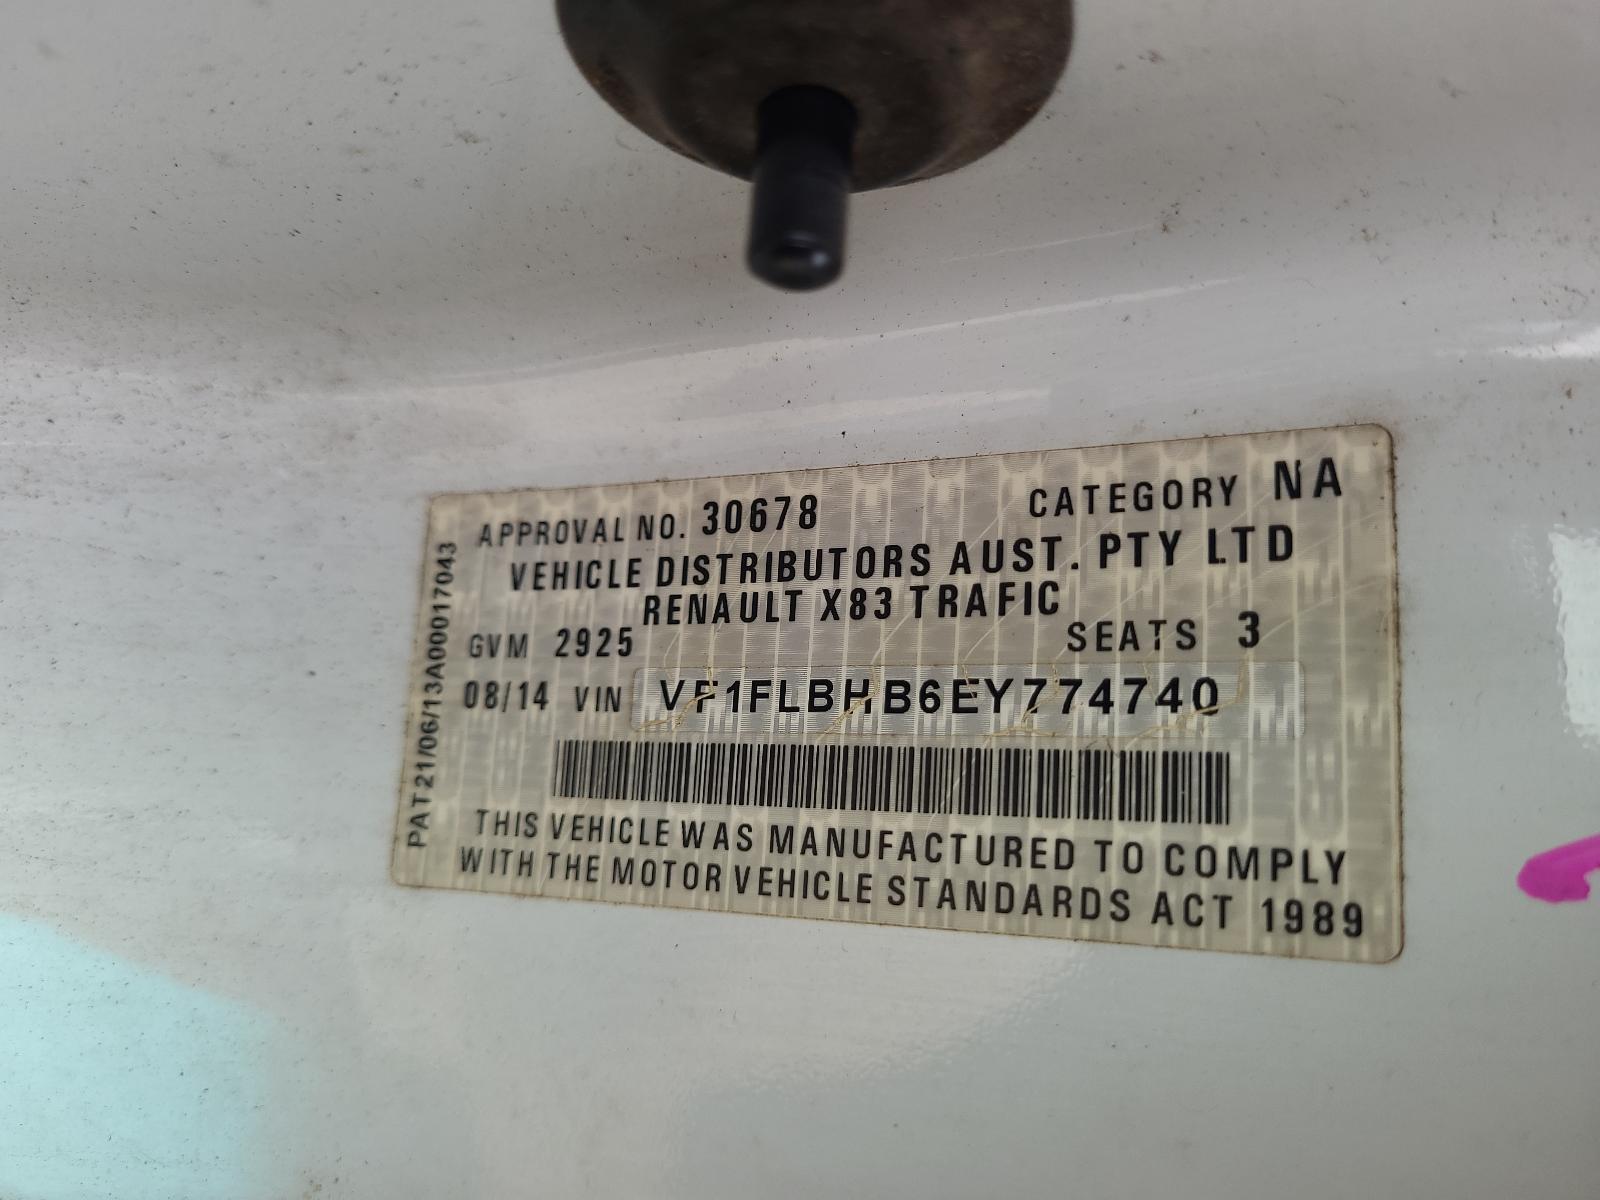 APPROVAL NO. 30678 CATEGORY NA
VEHICLE DISTRIBUTORS AUST. PTY LTD
RENAULT X83 TRAFIC
GVM 2925 SEATS 3
08/14 VIN VF1FLBHB6EY774740
THIS VEHICLE WAS MANUFACTURED TO COMPLY
WITH THE MOTOR VEHICLE STANDARDS ACT 1989
PAT21/06/13A00017043